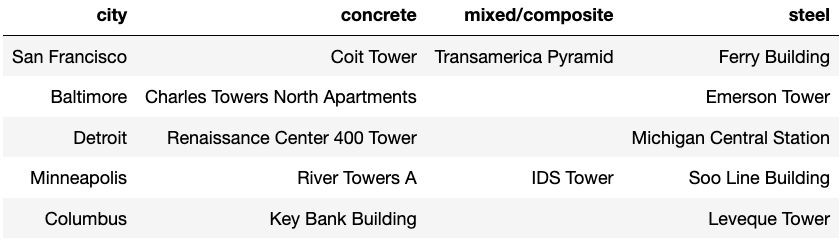 city concrete mixed/composite steel
San Francisco Coit Tower Transamerica Pyramid Ferry Building
Baltimore Charles Towers North Apartments Emerson Tower
Detroit Renaissance Center 400 Tower Michigan Central Station
Minneapolis River Towers A IDS Tower Soo Line Building
Columbus Key Bank Building Leveque Tower